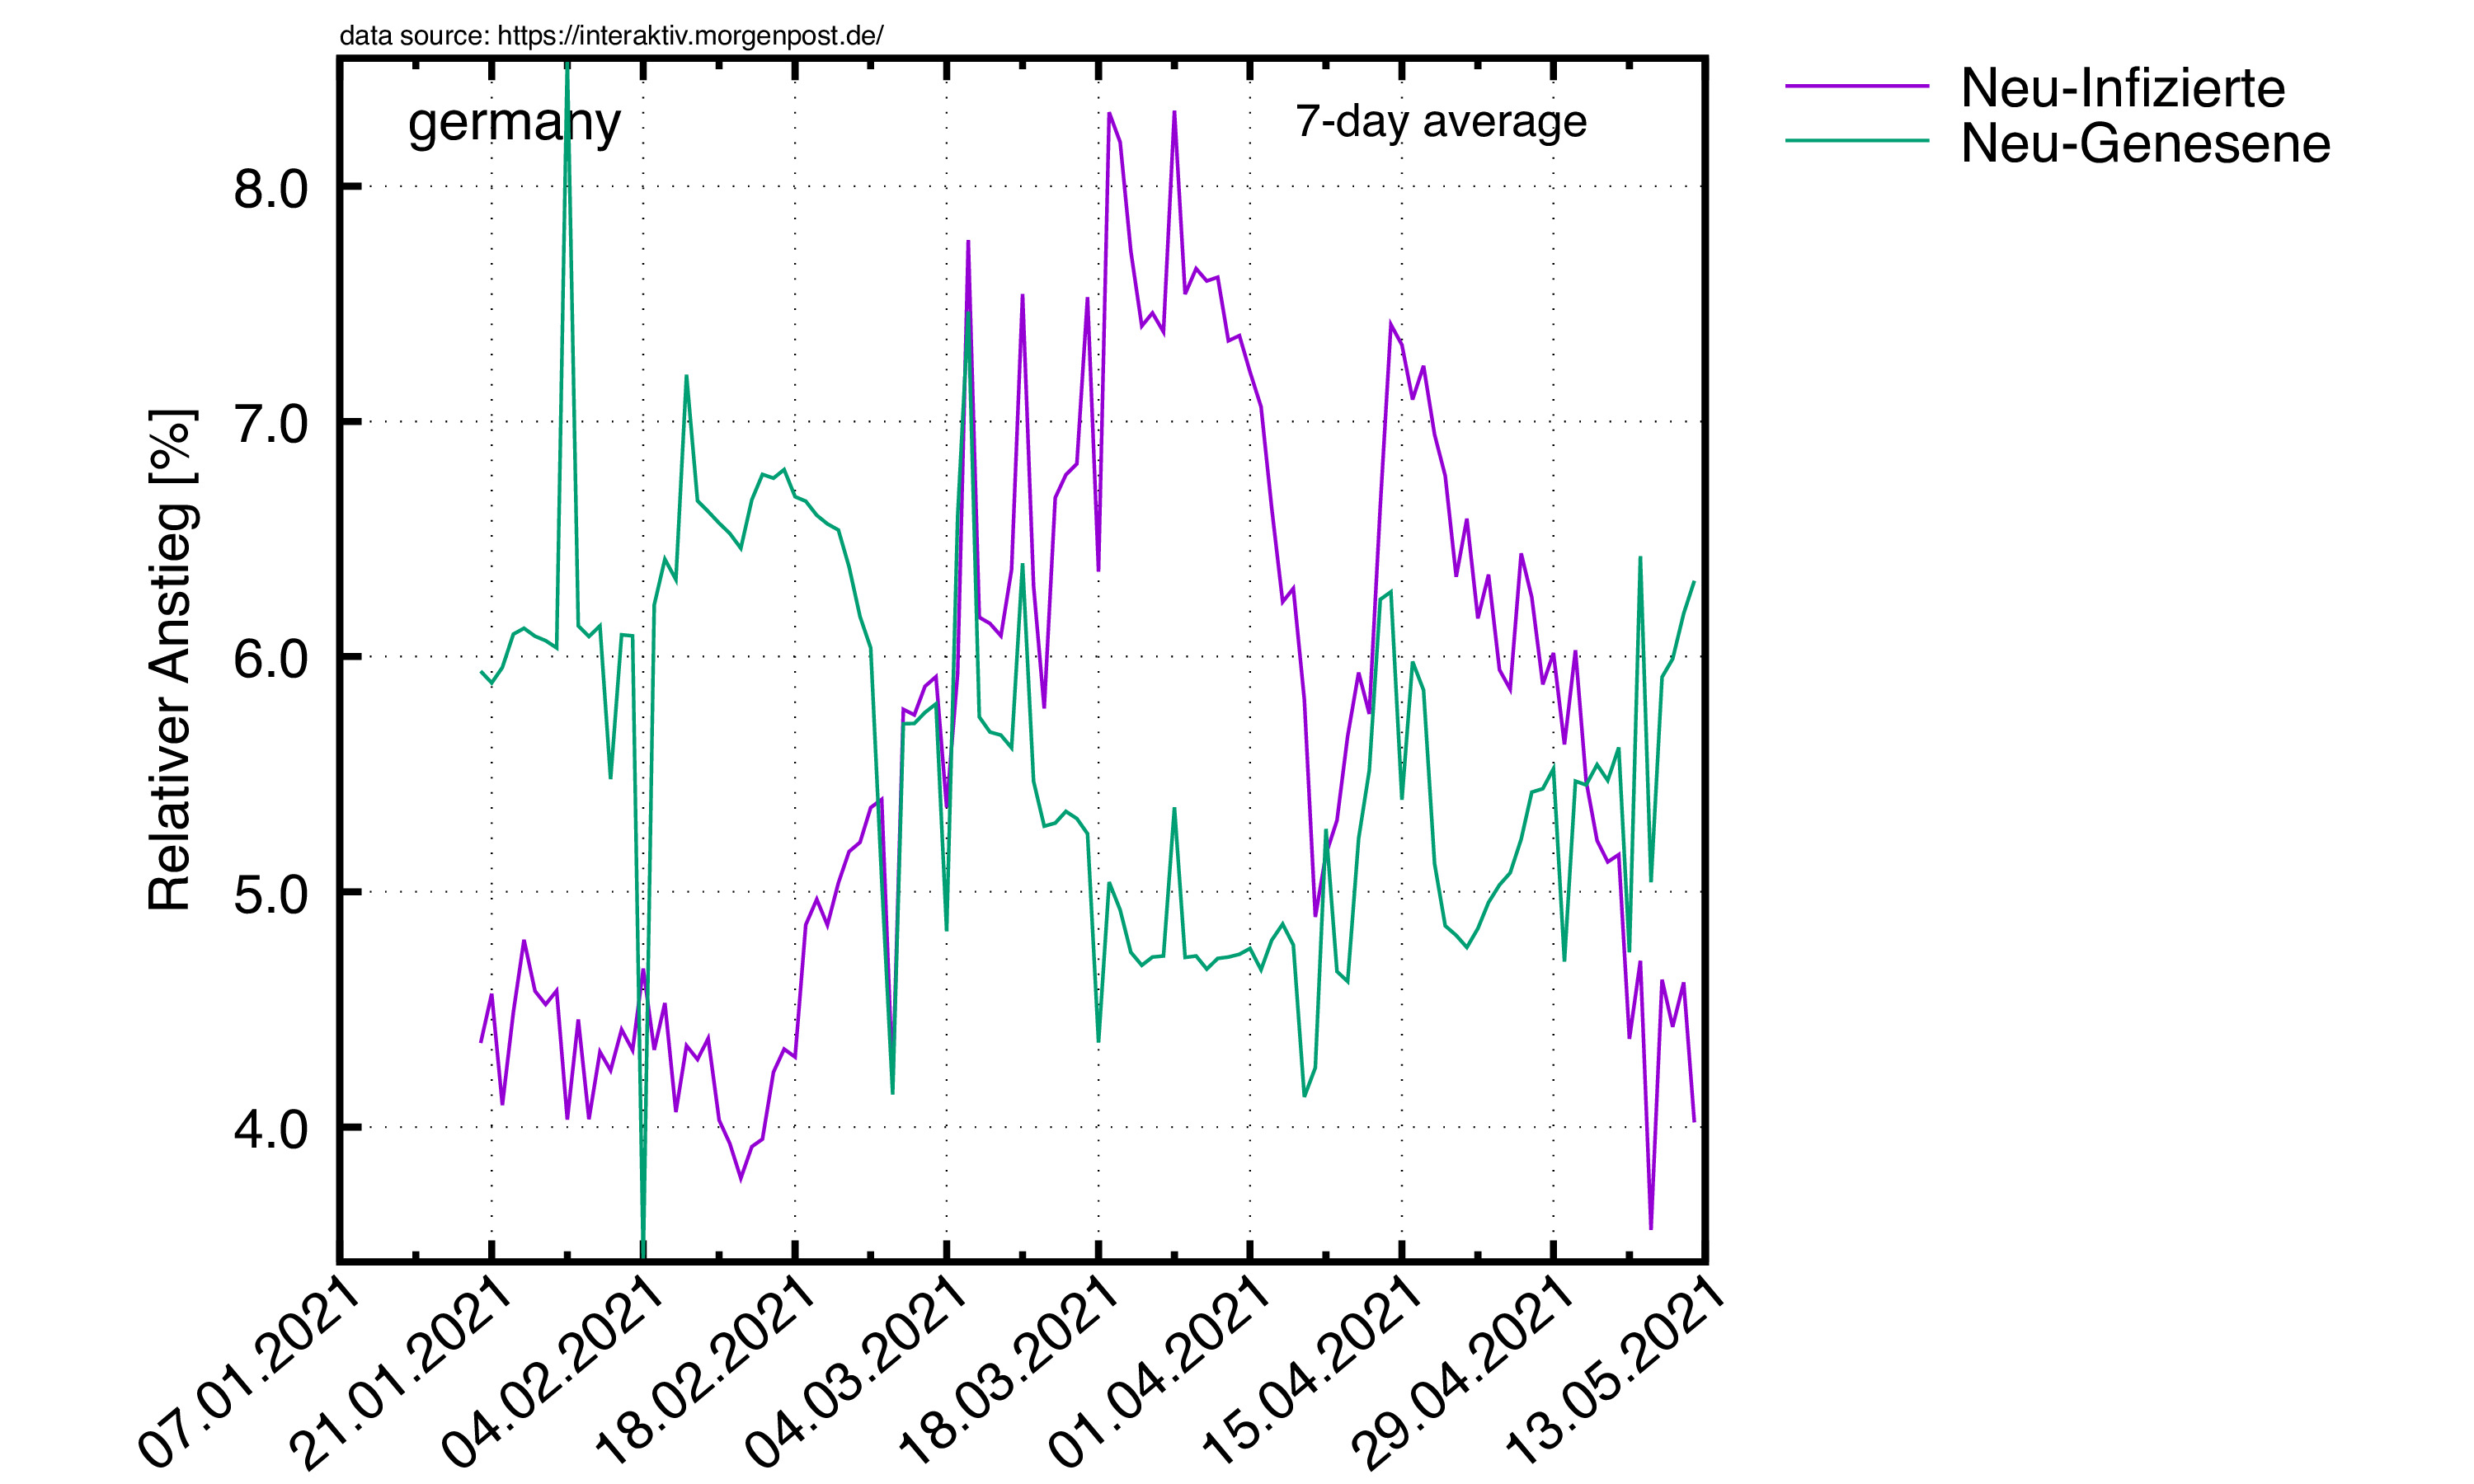 data source: https://interaktiv.morgenpost.de/
germany
7-day average
Neu-Infizierte
Neu-Genesene
Relativer Anstieg [%]
8.0
7.0
6.0
5.0
4.0
07.01.2021
21.01.2021
04.02.2021
18.02.2021
04.03.2021
18.03.2021
01.04.2021
15.04.2021
29.04.2021
13.05.2021